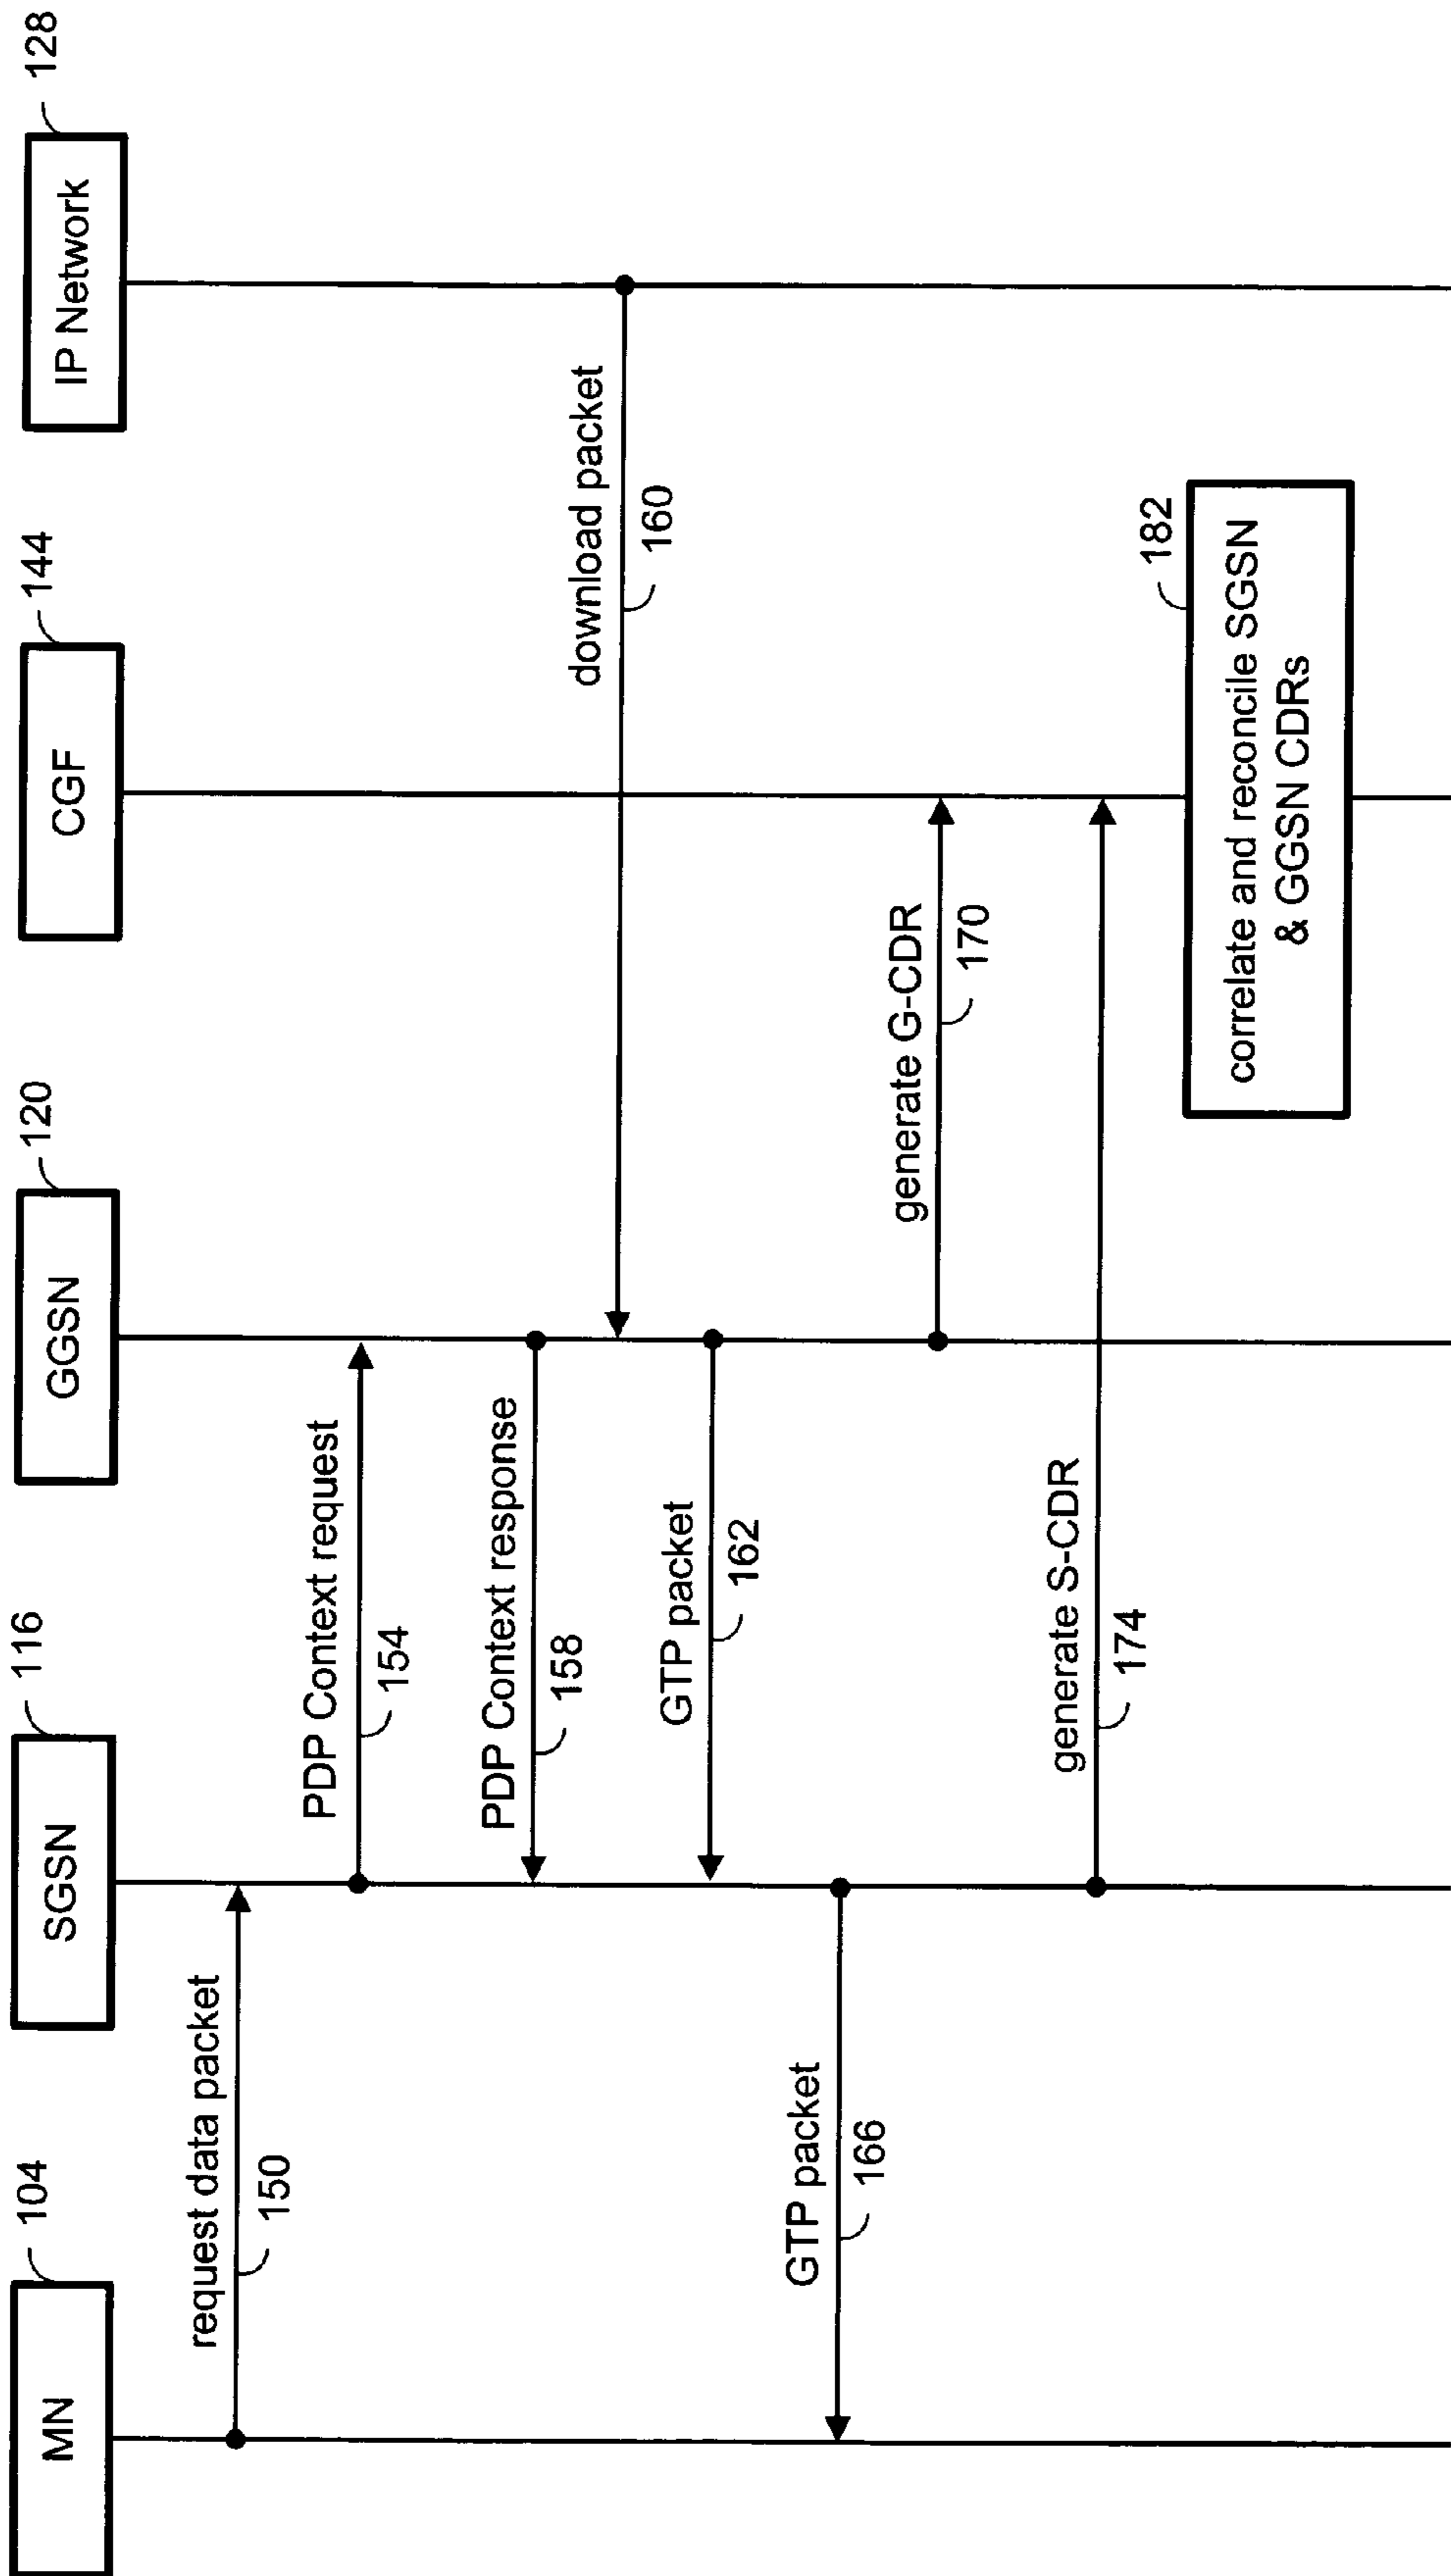 MN
104
SGSN
116
GGSN
120
CGF
144
IP Network
128
request data packet
150
PDP Context request
154
PDP Context response
158
download packet
160
GTP packet
162
GTP packet
166
generate G-CDR
170
generate S-CDR
174
182
correlate and reconcile SGSN
& GGSN CDRs